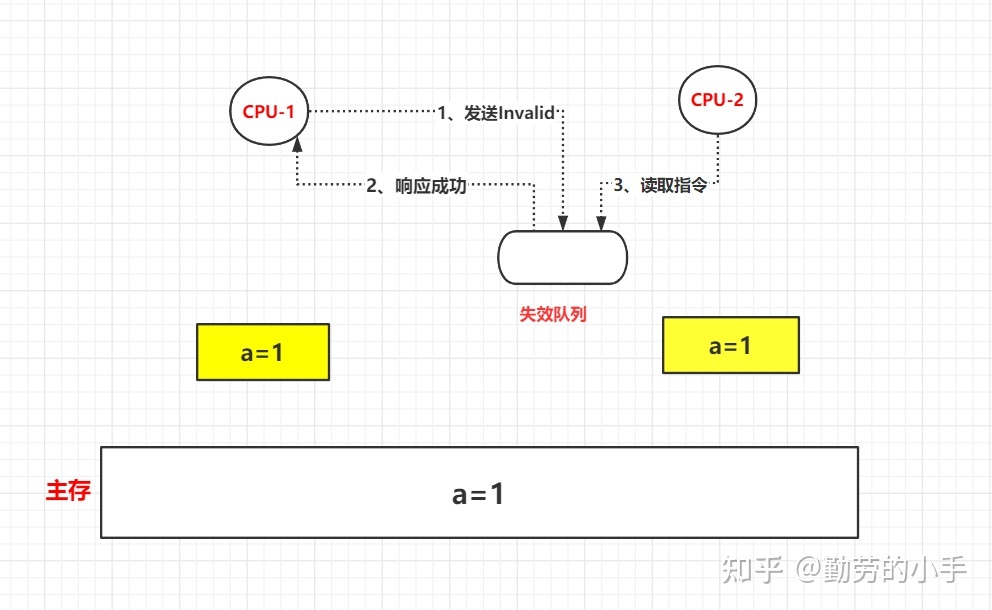 CPU-1
CPU-2
1、发送Invalid
2、响应成功
3、读取指令
失效队列
a=1
a=1
主存
a=1
知乎 @勤劳的小手